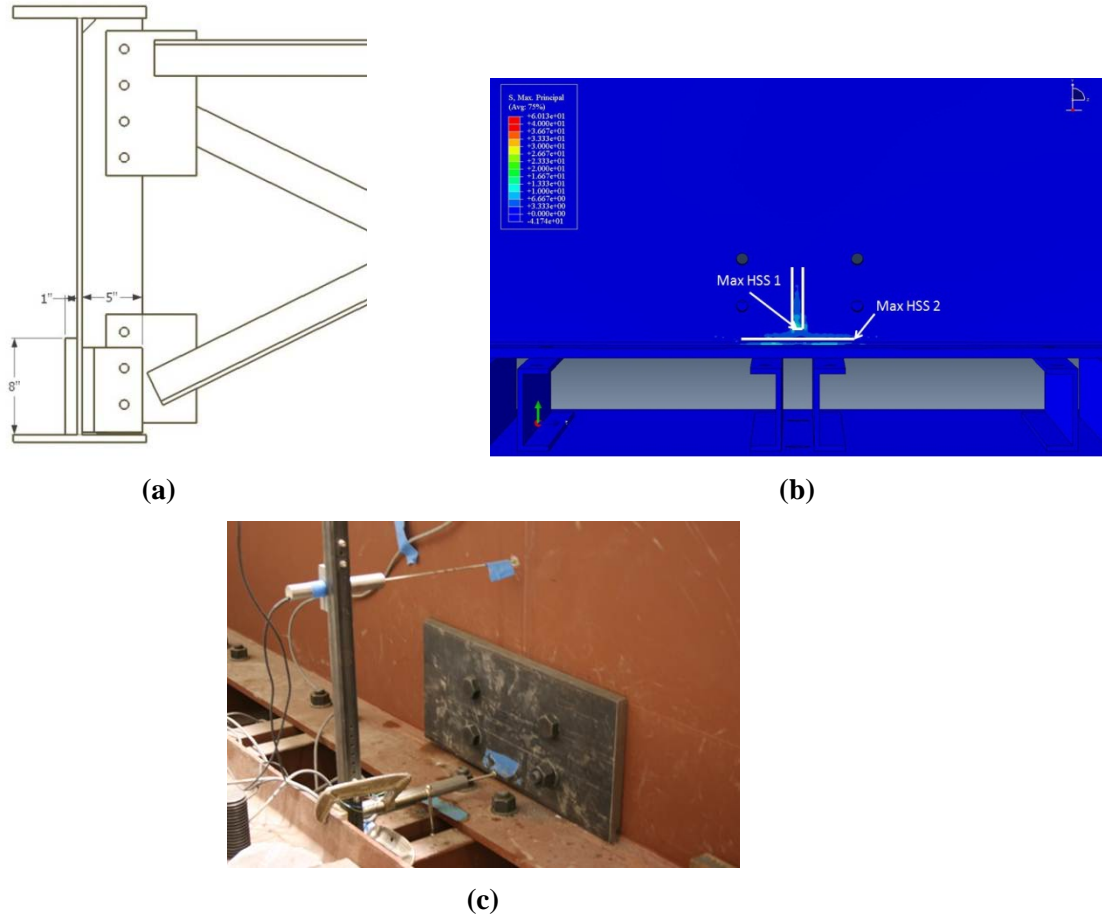 1"
5"
8"
(a)
S, Max. Principal
(Avg: 75%)
+6.013e+01
+4.000e+01
+3.667e+01
+3.333e+01
+3.000e+01
+2.667e+01
+2.333e+01
+2.000e+01
+1.667e+01
+1.333e+01
+1.000e+01
+6.667e+00
+3.333e+00
+0.000e+00
-4.174e+01
Max HSS 1
Max HSS 2
(b)
(c)